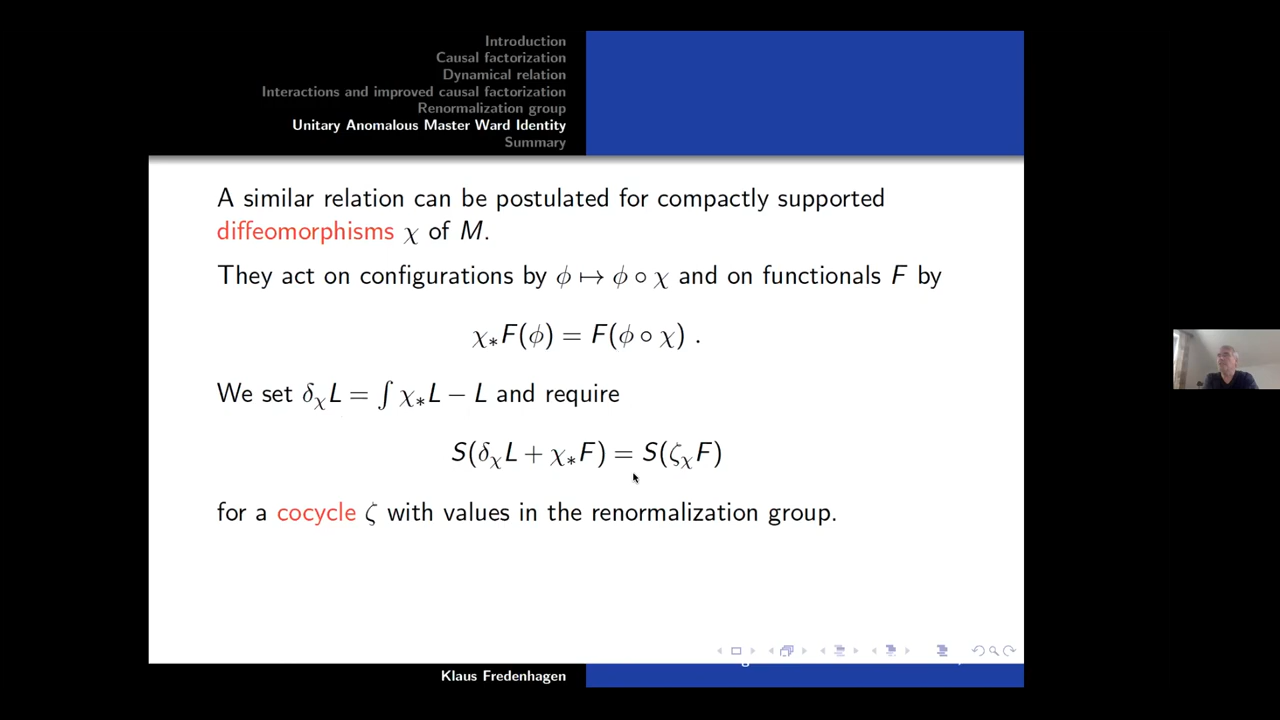 Introduction
Causal factorization
Dynamical relation
Interactions and improved causal factorization
Renormalization group
Unitary Anomalous Master Ward Identity
Summary
A similar relation can be postulated for compactly supported
diffeomorphisms χ of M.
They act on configurations by ϕ ↦ ϕ ∘ χ and on functionals F by
χ∗F(ϕ) = F(ϕ ∘ χ) .
We set δχL = ∫ χ∗L − L and require
S(δχL + χ∗F) = S(ζχF)
for a cocycle ζ with values in the renormalization group.
Klaus Fredenhagen